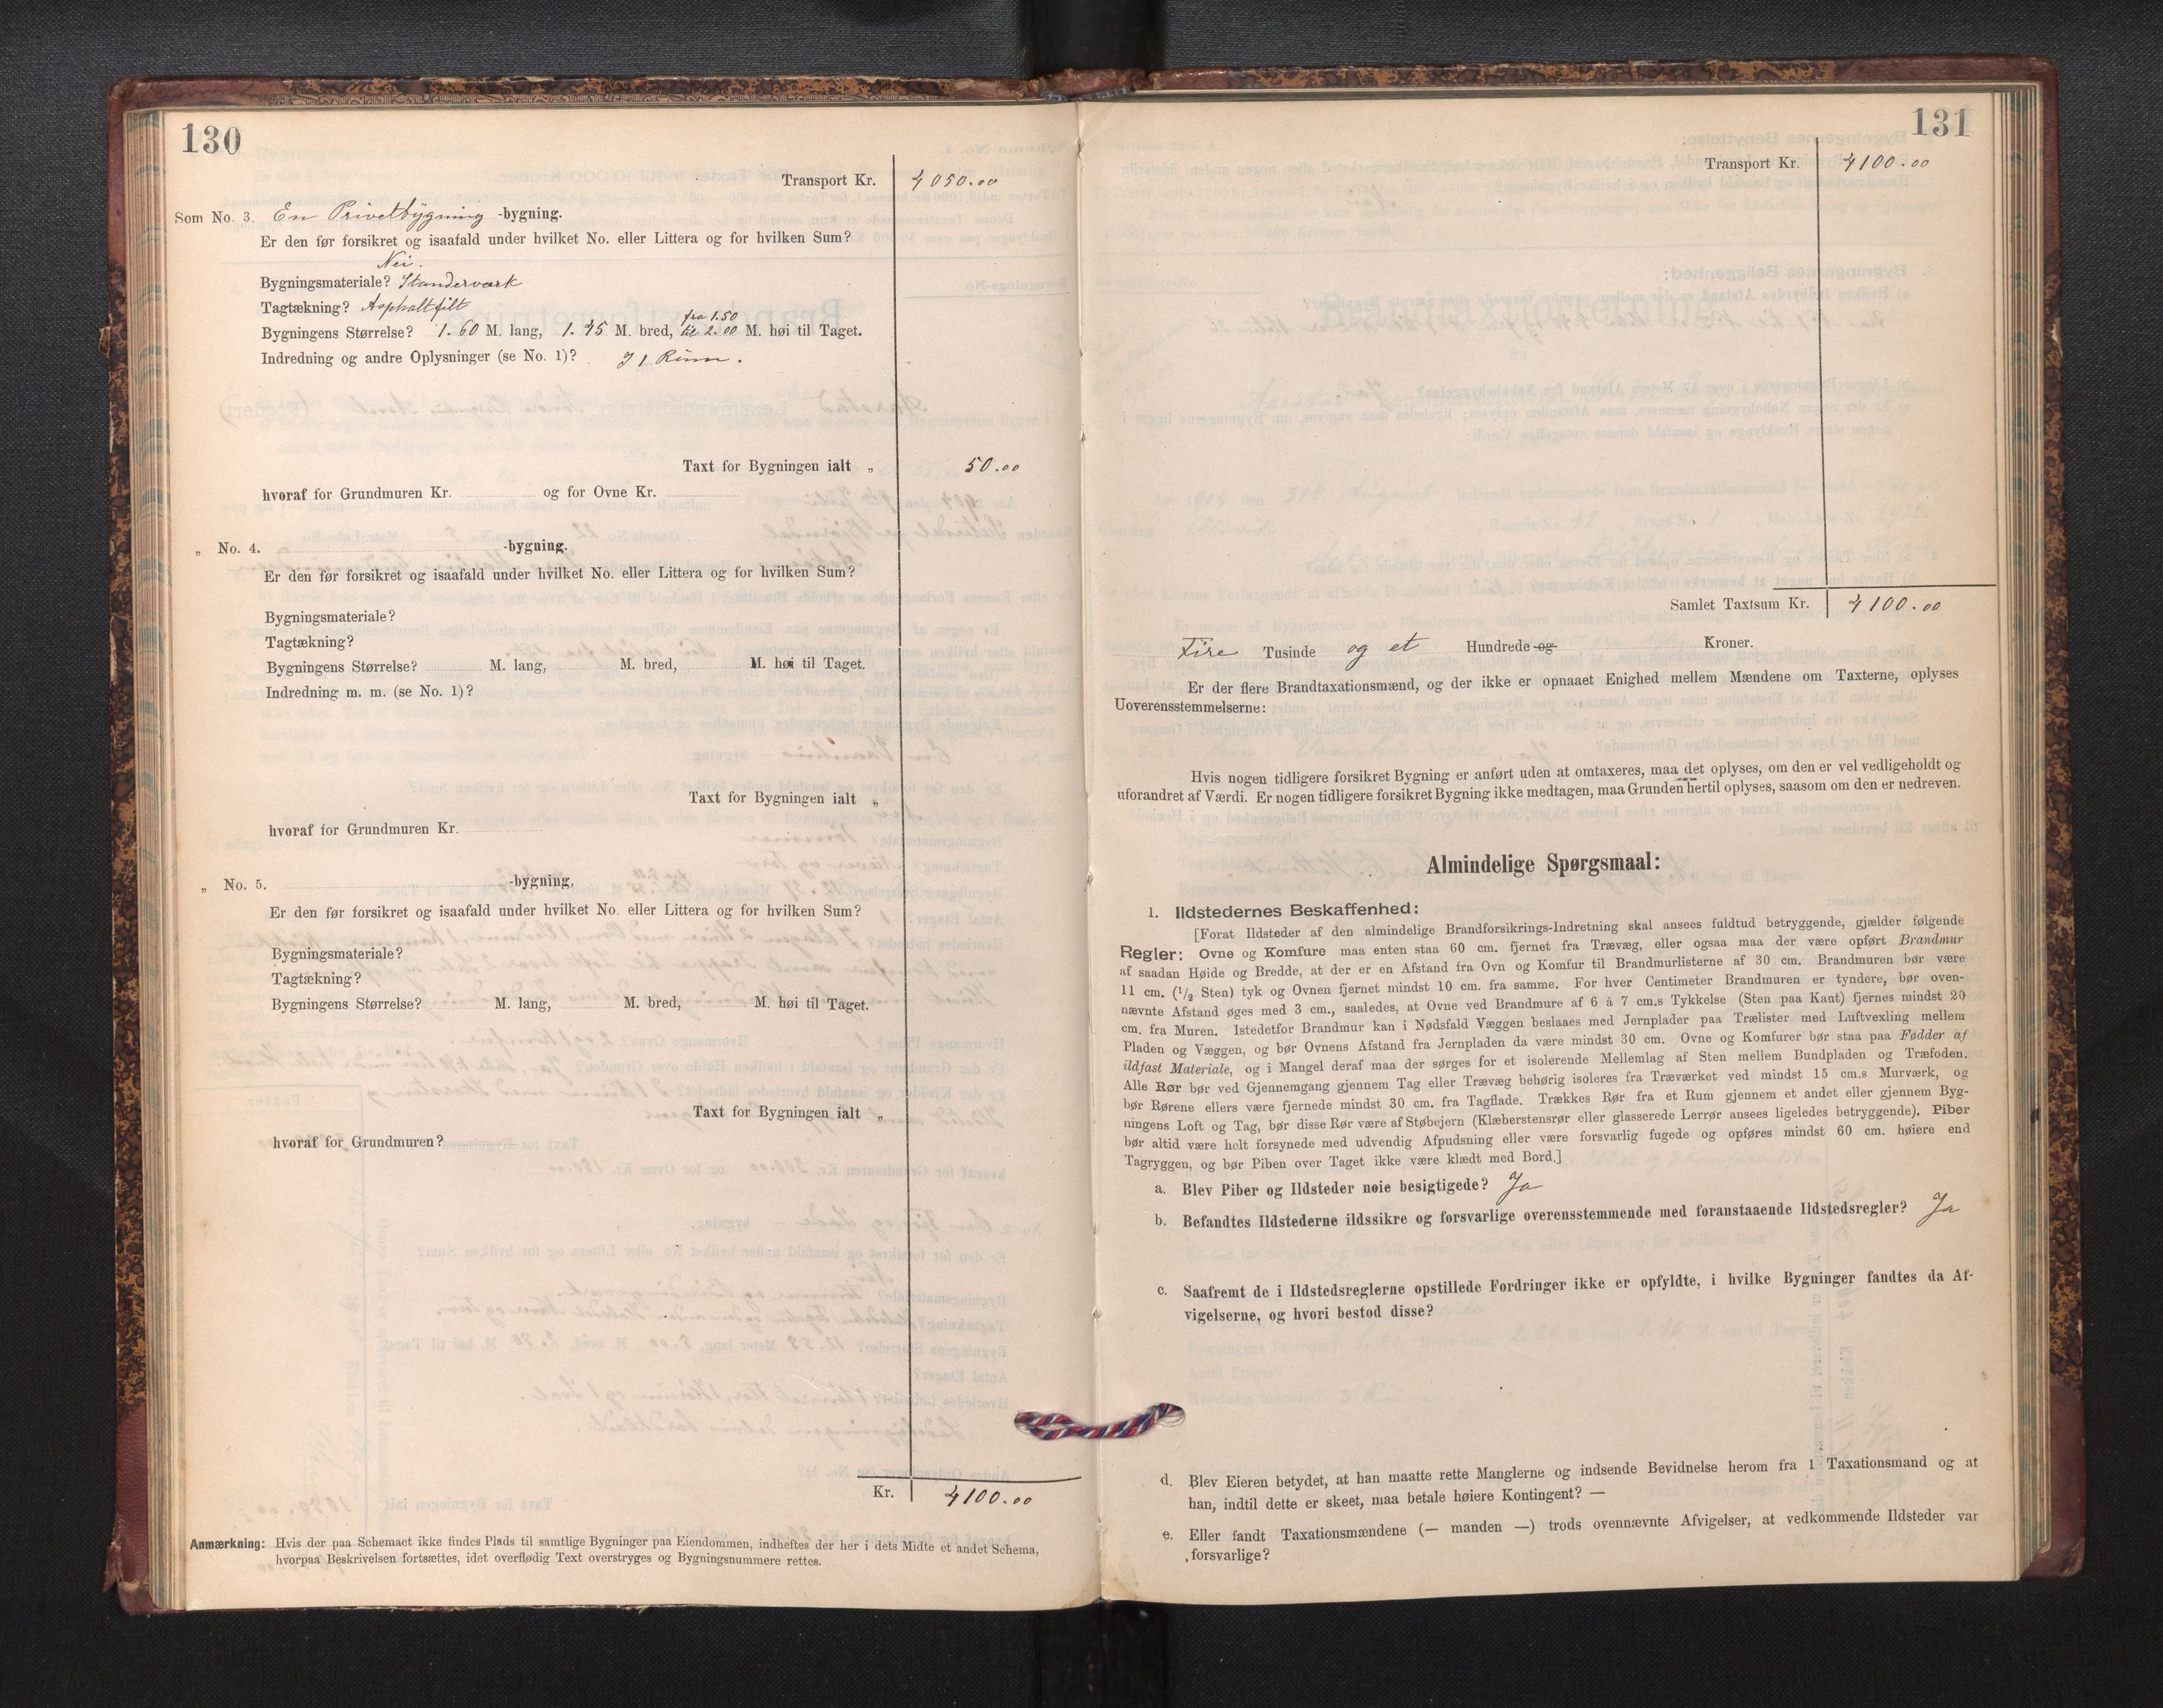 130
Transport Kr. 4050.00
Som No. 3. En Privetbygning -bygning.
Er den før forsikret og isaafald under hvilket No. eller Littera og for hvilken Sum?
Nei.
Bygningsmateriale? Standerværk
Tagtækning? Asphaltfilt
fra 1.50
Bygningens Størrelse? 1.60 M. lang, 1.45 M. bred, til 2.00 M. høi til Taget.
Indredning og andre Oplysninger (se No. 1)? I 1 Rum.
Taxt for Bygningen ialt „ 50.00
hvoraf for Grundmuren Kr. og for Ovne Kr.
„ No. 4. -bygning.
Er den før forsikret og isaafald under hvilket No. eller Littera og for hvilken Sum?
Bygningsmateriale?
Tagtækning?
Bygningens Størrelse? M. lang, M. bred, M. høi til Taget.
Indredning m. m. (se No. 1)?
Taxt for Bygningen ialt „
hvoraf for Grundmuren Kr.
„ No. 5. -bygning,
Er den før forsikret og isaafald under hvilket No. eller Littera og for hvilken Sum?
Bygningsmateriale?
Tagtækning?
Bygningens Størrelse? M. lang, M. bred, M. høi til Taget.
Taxt for Bygningen ialt „
hvoraf for Grundmuren?
Kr. 4100.00
Anmærkning: Hvis der paa Schemaet ikke findes Plads til samtlige Bygninger paa Eiendommen, indheftes der her i dets Midte et andet Schema,
hvorpaa Beskrivelsen fortsættes, idet overflødig Text overstryges og Bygningsnummere rettes.
131
Transport Kr. 4100.00
Samlet Taxtsum Kr. 4100.00
Fire Tusinde og et Hundrede og Kroner.
Er der flere Brandtaxationsmænd, og der ikke er opnaaet Enighed mellem Mændene om Taxterne, oplyses
Uoverensstemmelserne:
Hvis nogen tidligere forsikret Bygning er anført uden at omtaxeres, maa det oplyses, om den er vel vedligeholdt og
uforandret af Værdi. Er nogen tidligere forsikret Bygning ikke medtagen, maa Grunden hertil oplyses, saasom om den er nedreven.
Almindelige Spørgsmaal:
1. Ildstedernes Beskaffenhed:
[Forat Ildsteder af den almindelige Brandforsikrings-Indretning skal ansees fuldtud betryggende, gjælder følgende
Regler: Ovne og Komfure maa enten staa 60 cm. fjernet fra Trævæg, eller ogsaa maa der være opført Brandmur
af saadan Høide og Bredde, at der er en Afstand fra Ovn og Komfur til Brandmurlisterne af 30 cm. Brandmuren bør være
11 cm. (1/2 Sten) tyk og Ovnen fjernet mindst 10 cm. fra samme. For hver Centimeter Brandmuren er tyndere, bør oven-
nævnte Afstand øges med 3 cm., saaledes, at Ovne ved Brandmure af 6 à 7 cm.s Tykkelse (Sten paa Kant) fjernes mindst 20
cm. fra Muren. Istedetfor Brandmur kan i Nødsfald Væggen beslaaes med Jernplader paa Trælister med Luftvexling mellem
Pladen og Væggen, og bør Ovnens Afstand fra Jernpladen da være mindst 30 cm. Ovne og Komfurer bør staa paa Fødder af
ildfast Materiale, og i Mangel deraf maa der sørges for et isolerende Mellemlag af Sten mellem Bundpladen og Træfoden.
Alle Rør bør ved Gjennemgang gjennem Tag eller Trævæg behørig isoleres fra Træværket ved mindst 15 cm.s Murværk, og
bør Rørene ellers være fjernede mindst 30 cm. fra Tagflade. Trækkes Rør fra et Rum gjennem et andet eller gjennem Byg-
ningens Loft og Tag, bør disse Rør være af Støbejern (Klæberstensrør eller glasserede Lerrør ansees ligeledes betryggende). Piber
bør altid være helt forsynede med udvendig Afpudsning eller være forsvarlig fugede og opføres mindst 60 cm. høiere end
Tagryggen, og bør Piben over Taget ikke være klædt med Bord.]
a. Blev Piber og Ildsteder nøie besigtigede? Ja
b. Befandtes Ildstederne ildssikre og forsvarlige overensstemmende med foranstaaende Ildstedsregler? Ja
c. Saafremt de i Ildstedsreglerne opstillede Fordringer ikke er opfyldte, i hvilke Bygninger fandtes da Af-
vigelserne, og hvori bestod disse?
d. Blev Eieren betydet, at han maatte rette Manglerne og indsende Bevidnelse herom fra 1 Taxationsmand og at
han, indtil dette er skeet, maa betale høiere Kontingent? —
e. Eller fandt Taxationsmændene (— manden —) trods ovennævnte Afvigelser, at vedkommende Ildsteder var
forsvarlige?